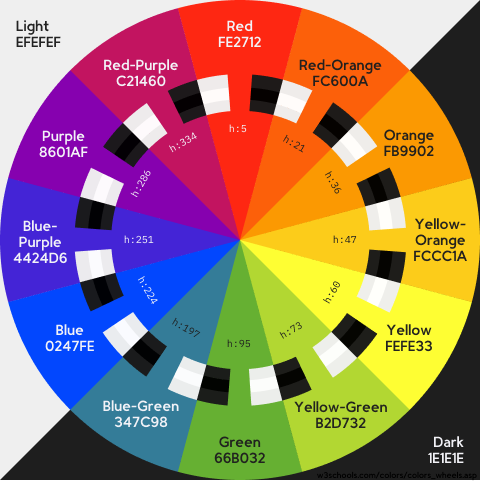 Light
EFEFEF
Red
FE2712
Red-Purple
C21460
Red-Orange
FC600A
Purple
8601AF
Orange
FB9902
h:5
h:334
h:21
h:286
h:36
Blue-
Purple
4424D6
h:251
h:47
Yellow-
Orange
FCCC1A
h:224
h:60
Blue
0247FE
h:197
h:95
h:73
Yellow
FEFE33
Blue-Green
347C98
Yellow-Green
B2D732
Green
66B032
Dark
1E1E1E
w3schools.com/colors/colors_wheels.asp